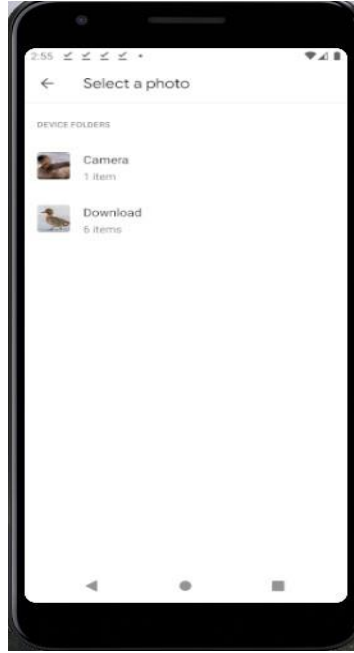 2:55
Select a photo
DEVICE FOLDERS
Camera
1 item
Download
6 items